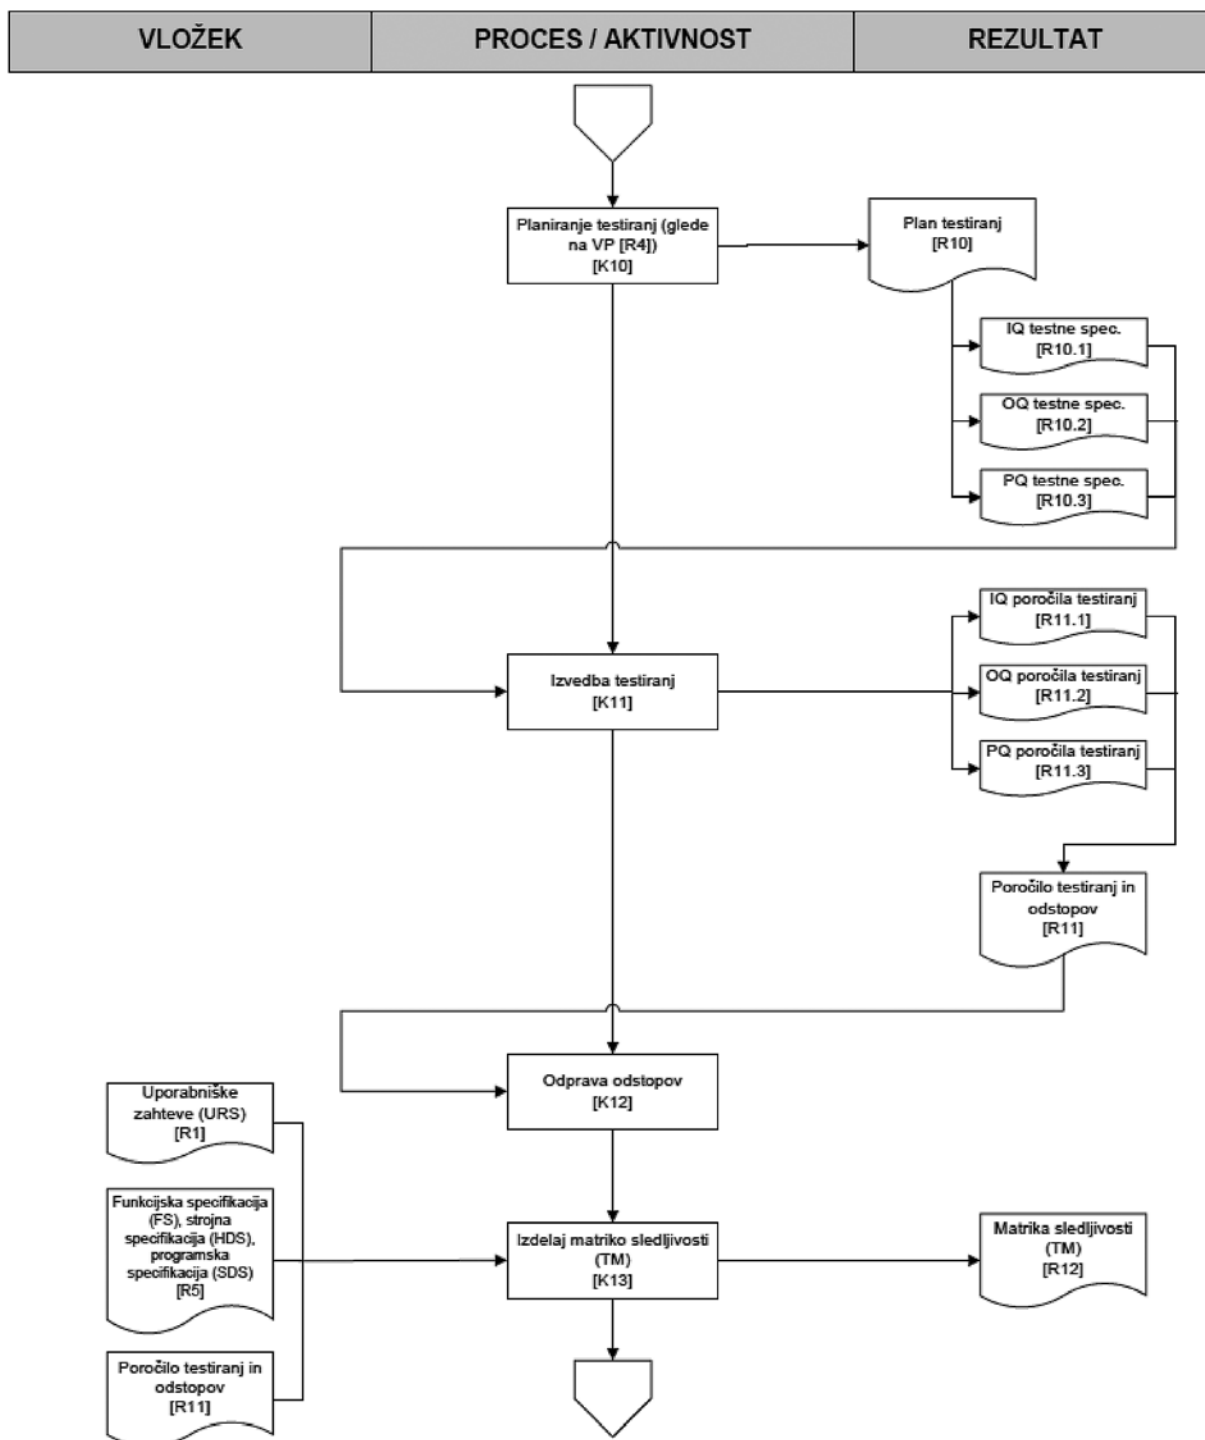 VLOŽEK
PROCES / AKTIVNOST
REZULTAT
Planiranje testiranj (glede
na VP [R4])
[K10]
Plan testiranj
[R10]
IQ testne spec.
[R10.1]
OQ testne spec.
[R10.2]
PQ testne spec.
[R10.3]
IQ poročila testiranj
[R11.1]
Izvedba testiranj
[K11]
OQ poročila testiranj
[R11.2]
PQ poročila testiranj
[R11.3]
Poročilo testiranj in
odstopov
[R11]
Odprava odstopov
[K12]
Uporabniške
zahteve (URS)
[R1]
Funkcijska specifikacija
(FS), strojna
specifikacija (HDS),
programska
specifikacija (SDS)
[R5]
Izdelaj matriko sledljivosti
(TM)
[K13]
Matrika sledljivosti
(TM)
[R12]
Poročilo testiranj in
odstopov
[R11]